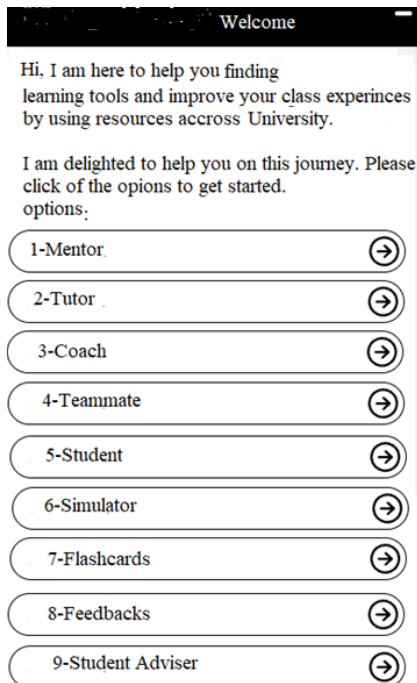 Welcome
Hi, I am here to help you finding
learning tools and improve your class experinces
by using resources accross University.
I am delighted to help you on this journey. Please
click of the opions to get started.
options:
1-Mentor
2-Tutor
3-Coach
4-Teammate
5-Student
6-Simulator
7-Flashcards
8-Feedbacks
9-Student Adviser